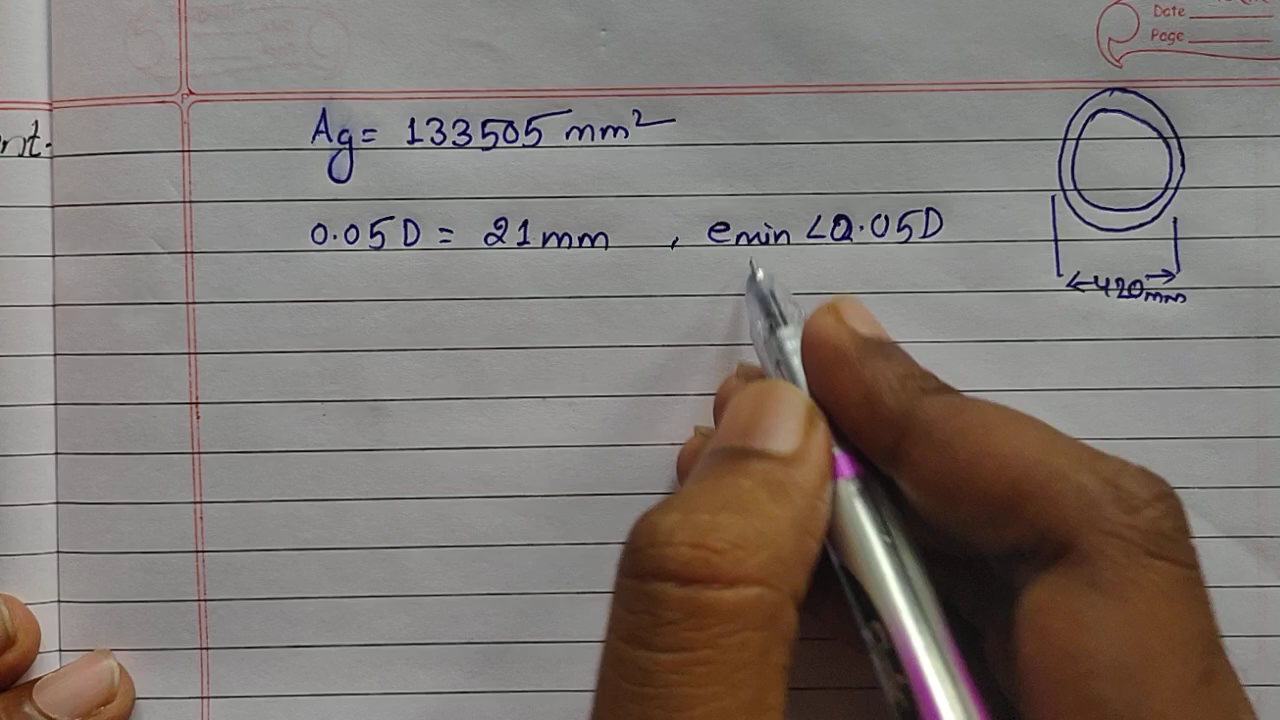 Date
Page
nt.
Ag = 133505 mm²
0.05D = 21mm , emin <0.05D
420mm